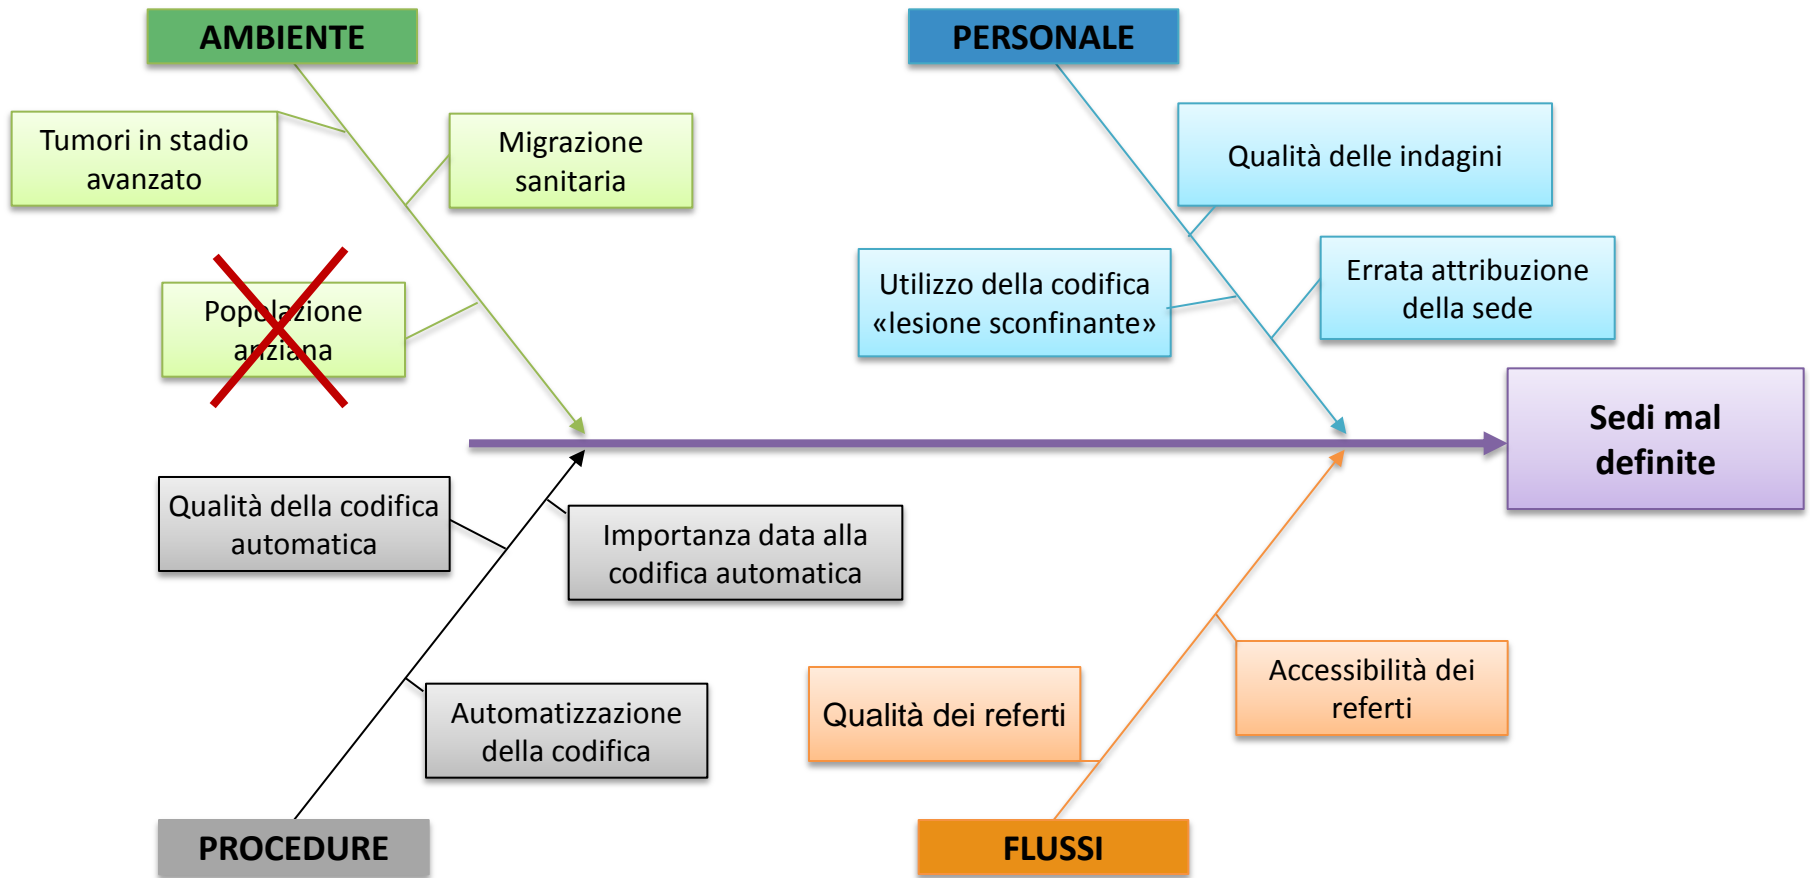 AMBIENTE
PERSONALE
Tumori in stadio
avanzato
Migrazione
sanitaria
Qualità delle indagini
Popolazione
anziana
Utilizzo della codifica
«lesione sconfinante»
Errata attribuzione
della sede
Sedi mal
definite
Qualità della codifica
automatica
Importanza data alla
codifica automatica
Automatizzazione
della codifica
Qualità dei referti
Accessibilità dei
referti
PROCEDURE
FLUSSI